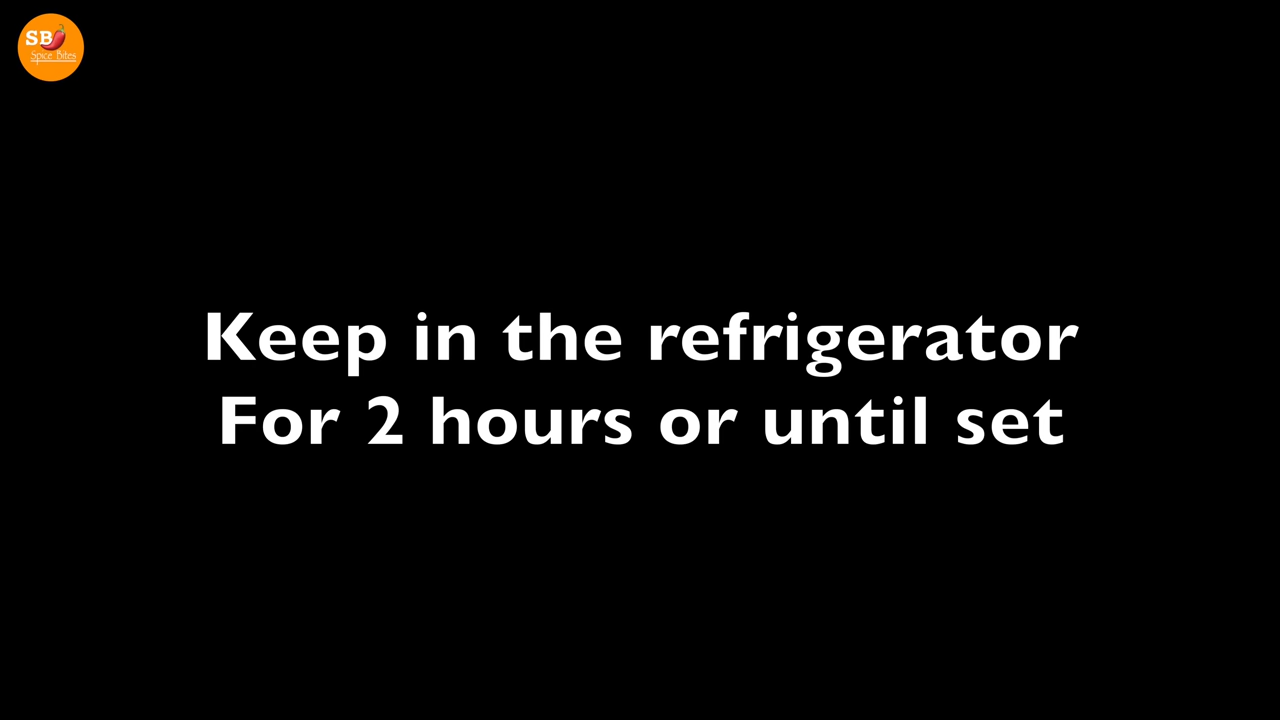 SB
Spice Bites
Keep in the refrigerator
For 2 hours or until set